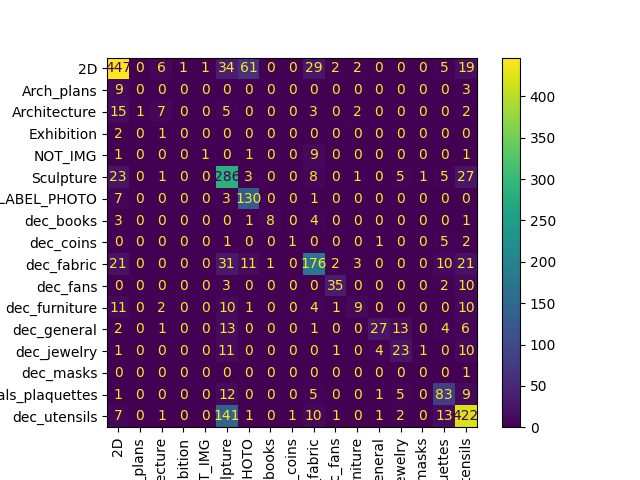 2D 447 0 6 1 1 34 61 0 0 29 2 2 0 0 0 5 19
Arch_plans 9 0 0 0 0 0 0 0 0 0 0 0 0 0 0 0 3
Architecture 15 1 7 0 0 5 0 0 0 3 0 2 0 0 0 0 2
Exhibition 2 0 1 0 0 0 0 0 0 0 0 0 0 0 0 0 0
NOT_IMG 1 0 0 0 1 0 1 0 0 9 0 0 0 0 0 0 1
Sculpture 23 0 1 0 0 286 3 0 0 8 0 1 0 5 1 5 27
LABEL_PHOTO 7 0 0 0 0 3 130 0 0 1 0 0 0 0 0 0 0
dec_books 3 0 0 0 0 0 1 8 0 4 0 0 0 0 0 0 1
dec_coins 0 0 0 0 0 1 0 0 1 0 0 0 1 0 0 5 2
dec_fabric 21 0 0 0 0 31 11 1 0 176 2 3 0 0 0 10 21
dec_fans 0 0 0 0 0 3 0 0 0 0 35 0 0 0 0 2 10
dec_furniture 11 0 2 0 0 10 1 0 0 4 1 9 0 0 0 0 10
dec_general 2 0 1 0 0 13 0 0 0 1 0 0 27 13 0 4 6
dec_jewelry 1 0 0 0 0 11 0 0 0 0 1 0 4 23 1 0 10
dec_masks 0 0 0 0 0 0 0 0 0 0 0 0 0 0 0 0 1
als_plaquettes 1 0 0 0 0 12 0 0 0 5 0 0 1 5 0 83 9
dec_utensils 7 0 1 0 0 141 1 0 1 10 1 0 1 2 0 13 422
2D
_plans
ecture
bition
T_IMG
lpture
HOTO
books
_coins
fabric
c_fans
niture
eneral
ewelry
masks
uettes
tensils
400
350
300
250
200
150
100
50
0